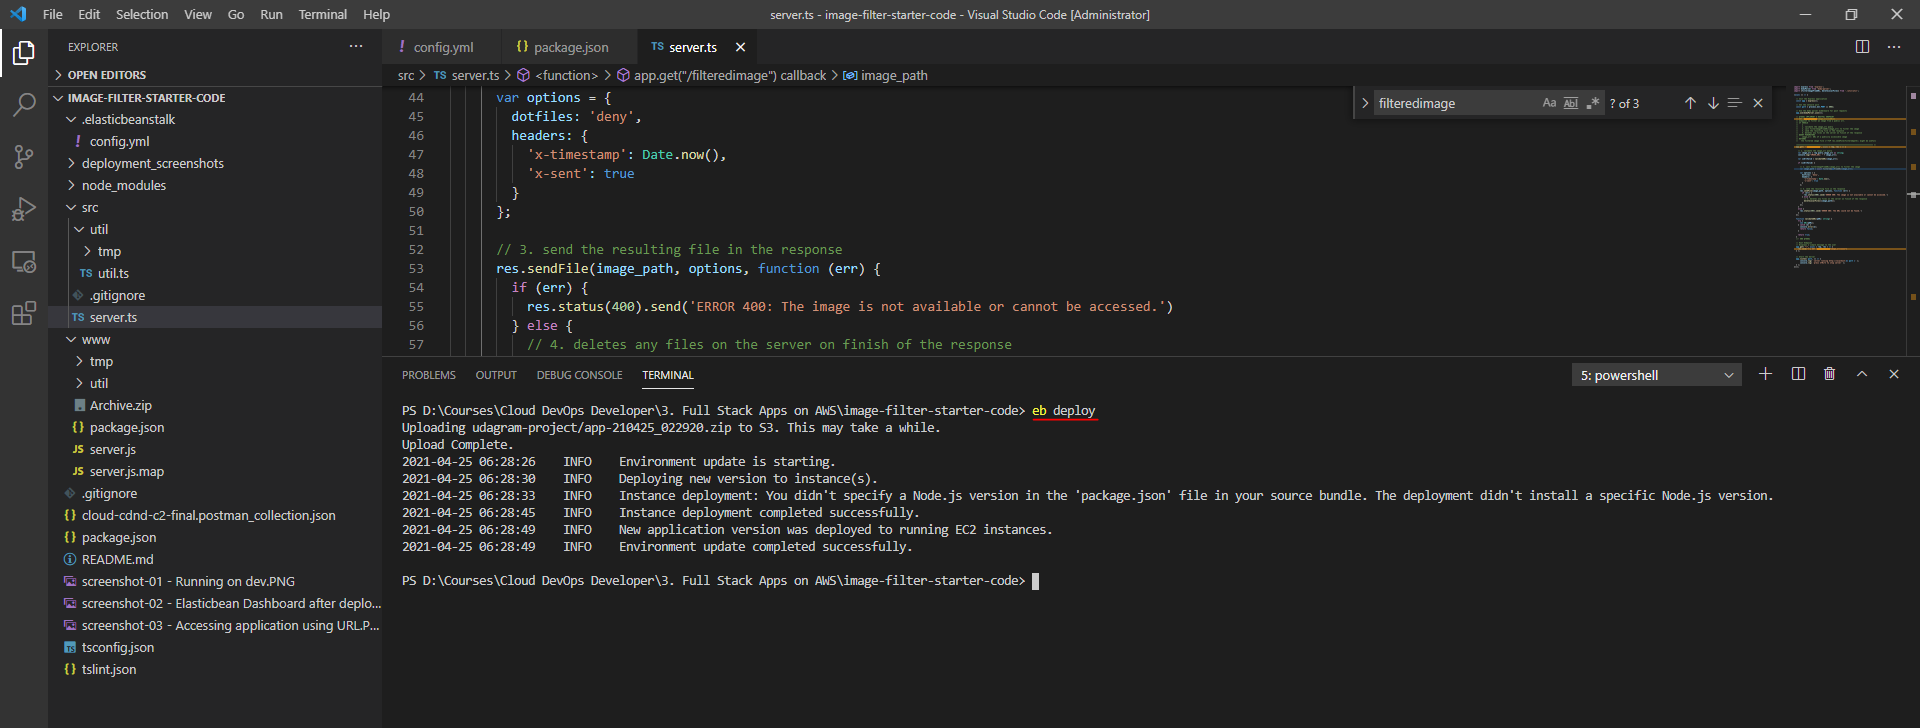 File Edit Selection View Go Run Terminal Help
server.ts - image-filter-starter-code - Visual Studio Code [Administrator]
EXPLORER
OPEN EDITORS
IMAGE-FILTER-STARTER-CODE
.elasticbeanstalk
! config.yml
deployment_screenshots
node_modules
src
util
tmp
TS util.ts
.gitignore
TS server.ts
www
tmp
util
Archive.zip
{} package.json
JS server.js
JS server.js.map
.gitignore
{} cloud-cdnd-c2-final.postman_collection.json
{} package.json
README.md
screenshot-01 - Running on dev.PNG
screenshot-02 - Elasticbean Dashboard after deplo...
screenshot-03 - Accessing application using URL.P...
TS tsconfig.json
{} tslint.json
! config.yml
{} package.json
TS server.ts
src > TS server.ts > <function> > app.get("/filteredimage") callback > image_path
filteredimage Aa Abl .* ? of 3
44 var options = {
45 dotfiles: 'deny',
46 headers: {
47 'x-timestamp': Date.now(),
48 'x-sent': true
49 }
50 };
51
52 // 3. send the resulting file in the response
53 res.sendFile(image_path, options, function (err) {
54 if (err) {
55 res.status(400).send('ERROR 400: The image is not available or cannot be accessed.')
56 } else {
57 // 4. deletes any files on the server on finish of the response
PROBLEMS OUTPUT DEBUG CONSOLE TERMINAL
5: powershell
PS D:\Courses\Cloud DevOps Developer\3. Full Stack Apps on AWS\image-filter-starter-code> eb deploy
Uploading udagram-project/app-210425_022920.zip to S3. This may take a while.
Upload Complete.
2021-04-25 06:28:26 INFO Environment update is starting.
2021-04-25 06:28:30 INFO Deploying new version to instance(s).
2021-04-25 06:28:33 INFO Instance deployment: You didn't specify a Node.js version in the 'package.json' file in your source bundle. The deployment didn't install a specific Node.js version.
2021-04-25 06:28:45 INFO Instance deployment completed successfully.
2021-04-25 06:28:49 INFO New application version was deployed to running EC2 instances.
2021-04-25 06:28:49 INFO Environment update completed successfully.
PS D:\Courses\Cloud DevOps Developer\3. Full Stack Apps on AWS\image-filter-starter-code>